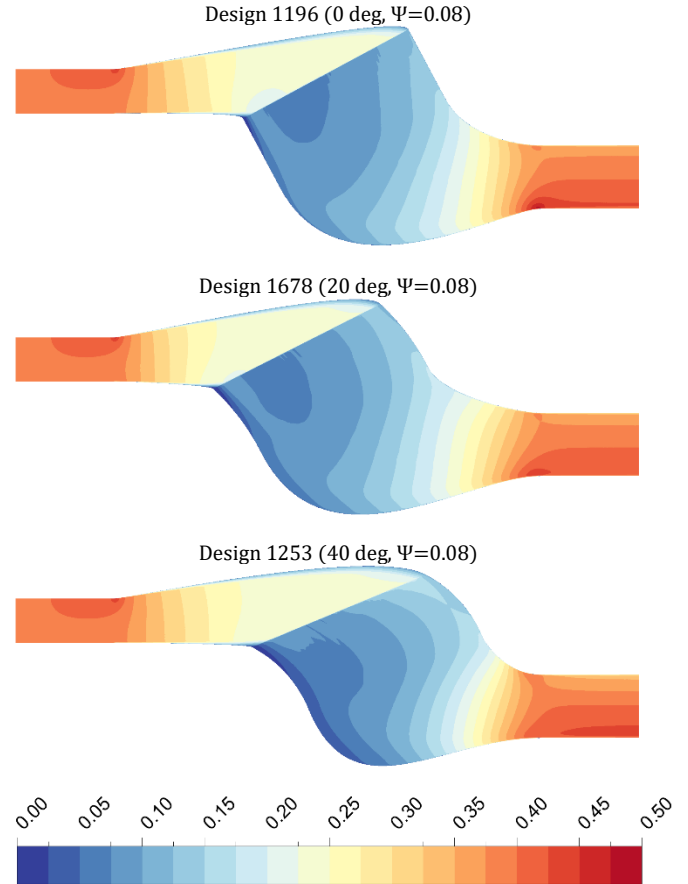 Design 1196 (0 deg, Ψ=0.08)
Design 1678 (20 deg, Ψ=0.08)
Design 1253 (40 deg, Ψ=0.08)
0.00 0.05 0.10 0.15 0.20 0.25 0.30 0.35 0.40 0.45 0.50